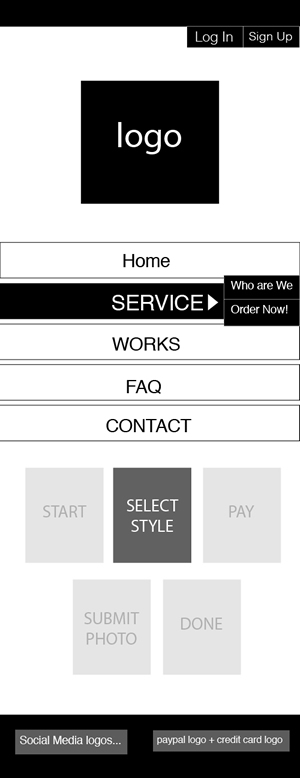 Log In
Sign Up
logo
Home
SERVICE
Who are We
Order Now!
WORKS
FAQ
CONTACT
START
SELECT
STYLE
PAY
SUBMIT
PHOTO
DONE
Social Media logos...
paypal logo + credit card logo